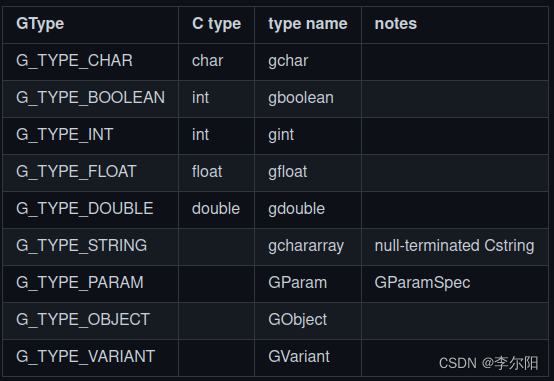 GType C type type name notes
G_TYPE_CHAR char gchar
G_TYPE_BOOLEAN int gboolean
G_TYPE_INT int gint
G_TYPE_FLOAT float gfloat
G_TYPE_DOUBLE double gdouble
G_TYPE_STRING gchararray null-terminated Cstring
G_TYPE_PARAM GParam GParamSpec
G_TYPE_OBJECT GObject
G_TYPE_VARIANT GVariant
CSDN @李尔阳